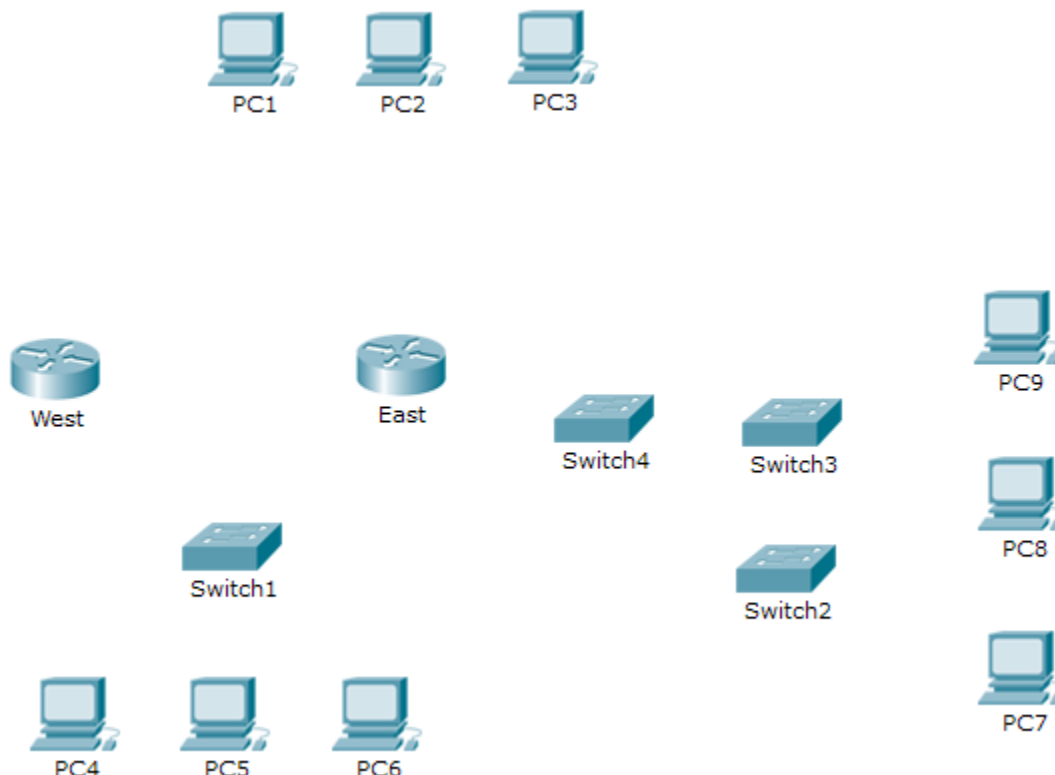 PC1
PC2
PC3
West
East
PC9
Switch4
Switch3
PC8
Switch1
Switch2
PC7
PC4
PC5
PC6